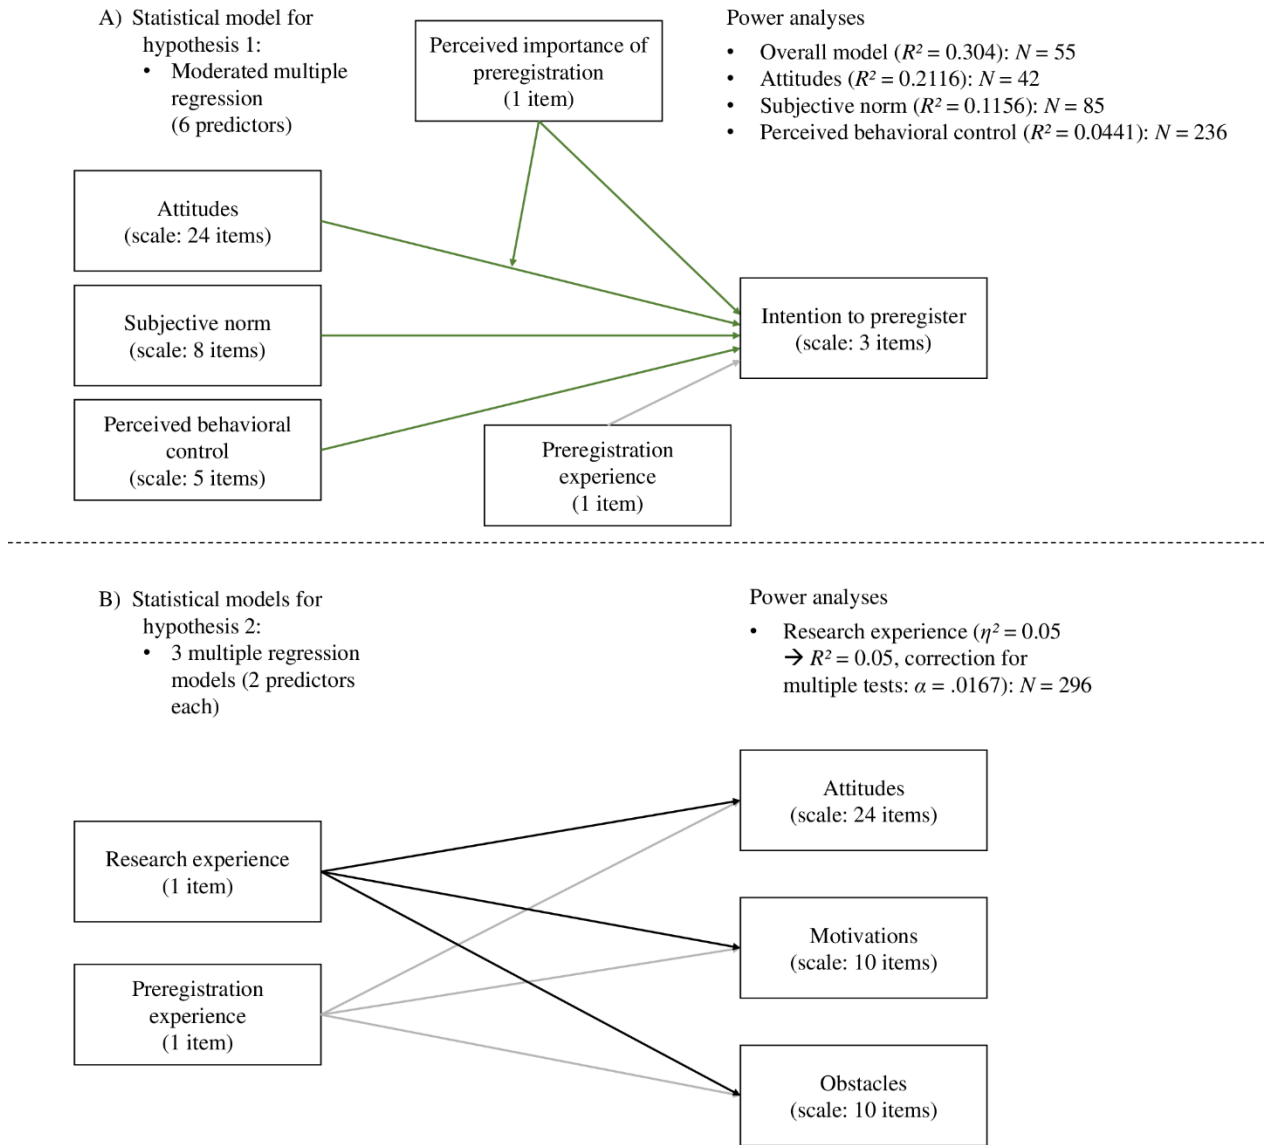 A) Statistical model for
hypothesis 1:
• Moderated multiple
regression
(6 predictors)
Perceived importance of
preregistration
(1 item)
Power analyses
• Overall model (R² = 0.304): N = 55
• Attitudes (R² = 0.2116): N = 42
• Subjective norm (R² = 0.1156): N = 85
• Perceived behavioral control (R² = 0.0441): N = 236
Attitudes
(scale: 24 items)
Subjective norm
(scale: 8 items)
Perceived behavioral
control
(scale: 5 items)
Intention to preregister
(scale: 3 items)
Preregistration
experience
(1 item)
B) Statistical models for
hypothesis 2:
• 3 multiple regression
models (2 predictors
each)
Power analyses
• Research experience (η² = 0.05
→ R² = 0.05, correction for
multiple tests: α = .0167): N = 296
Research experience
(1 item)
Preregistration
experience
(1 item)
Attitudes
(scale: 24 items)
Motivations
(scale: 10 items)
Obstacles
(scale: 10 items)